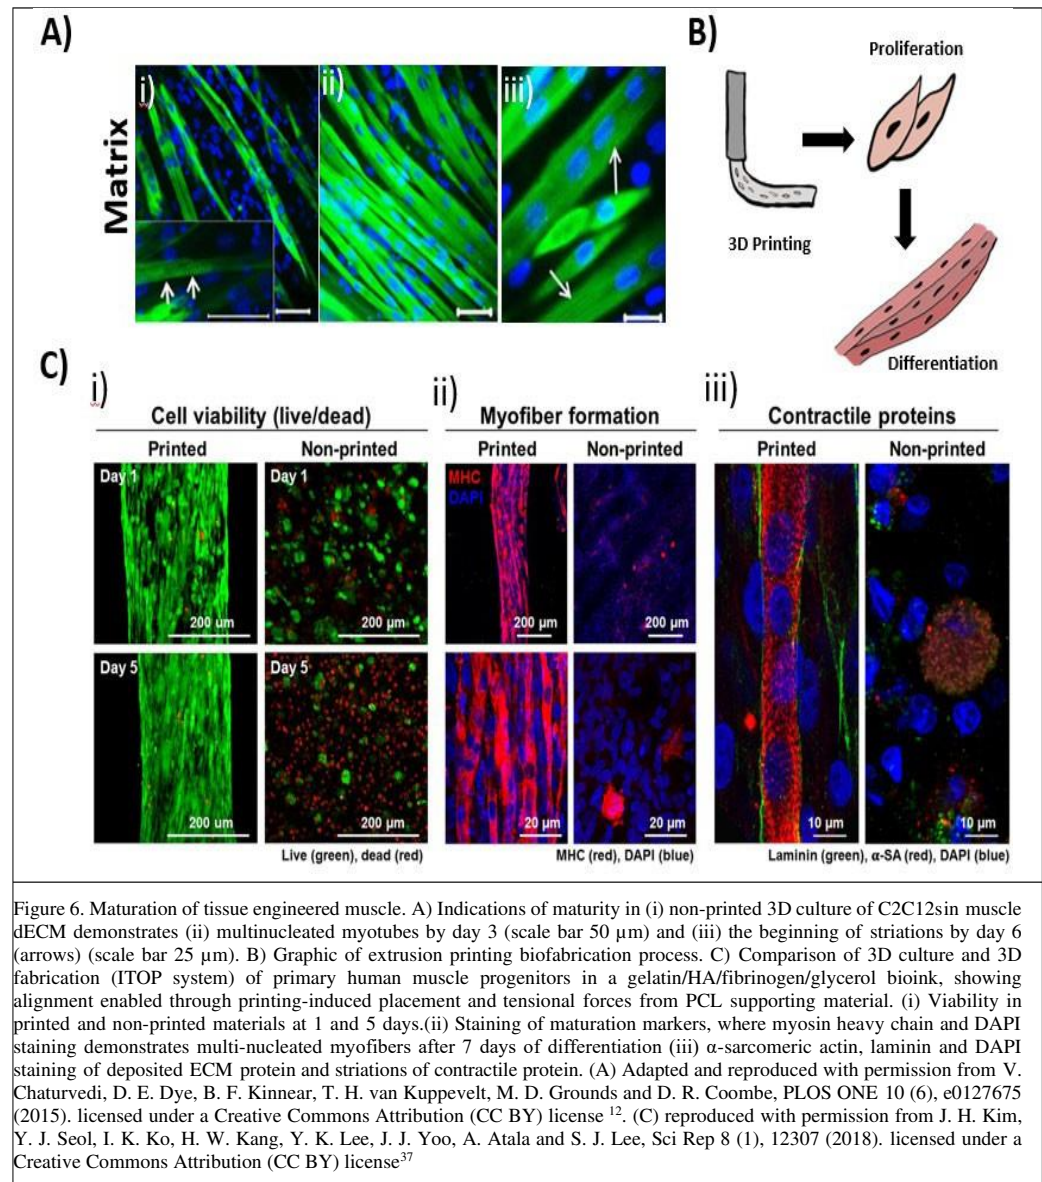 A)
i)
ii)
iii)
Matrix
B)
Proliferation
3D Printing
Differentiation
C)
i)
Cell viability (live/dead)
Printed
Non-printed
Day 1
200 μm
Day 1
200 μm
Day 5
200 um
Day 5
200 μm
Live (green), dead (red)
ii)
Myofiber formation
Printed
Non-printed
MHC
DAPI
200 μm
200 μm
20 μm
20 μm
MHC (red), DAPI (blue)
iii)
Contractile proteins
Printed
Non-printed
10 μm
10 μm
Laminin (green), α-SA (red), DAPI (blue)
Figure 6. Maturation of tissue engineered muscle. A) Indications of maturity in (i) non-printed 3D culture of C2C12sin muscle
dECM demonstrates (ii) multinucleated myotubes by day 3 (scale bar 50 μm) and (iii) the beginning of striations by day 6
(arrows) (scale bar 25 μm). B) Graphic of extrusion printing biofabrication process. C) Comparison of 3D culture and 3D
fabrication (ITOP system) of primary human muscle progenitors in a gelatin/HA/fibrinogen/glycerol bioink, showing
alignment enabled through printing-induced placement and tensional forces from PCL supporting material. (i) Viability in
printed and non-printed materials at 1 and 5 days.(ii) Staining of maturation markers, where myosin heavy chain and DAPI
staining demonstrates multi-nucleated myofibers after 7 days of differentiation (iii) α-sarcomeric actin, laminin and DAPI
staining of deposited ECM protein and striations of contractile protein. (A) Adapted and reproduced with permission from V.
Chaturvedi, D. E. Dye, B. F. Kinnear, T. H. van Kuppevelt, M. D. Grounds and D. R. Coombe, PLOS ONE 10 (6), e0127675
(2015). licensed under a Creative Commons Attribution (CC BY) license 12. (C) reproduced with permission from J. H. Kim,
Y. J. Seol, I. K. Ko, H. W. Kang, Y. K. Lee, J. J. Yoo, A. Atala and S. J. Lee, Sci Rep 8 (1), 12307 (2018). licensed under a
Creative Commons Attribution (CC BY) license37